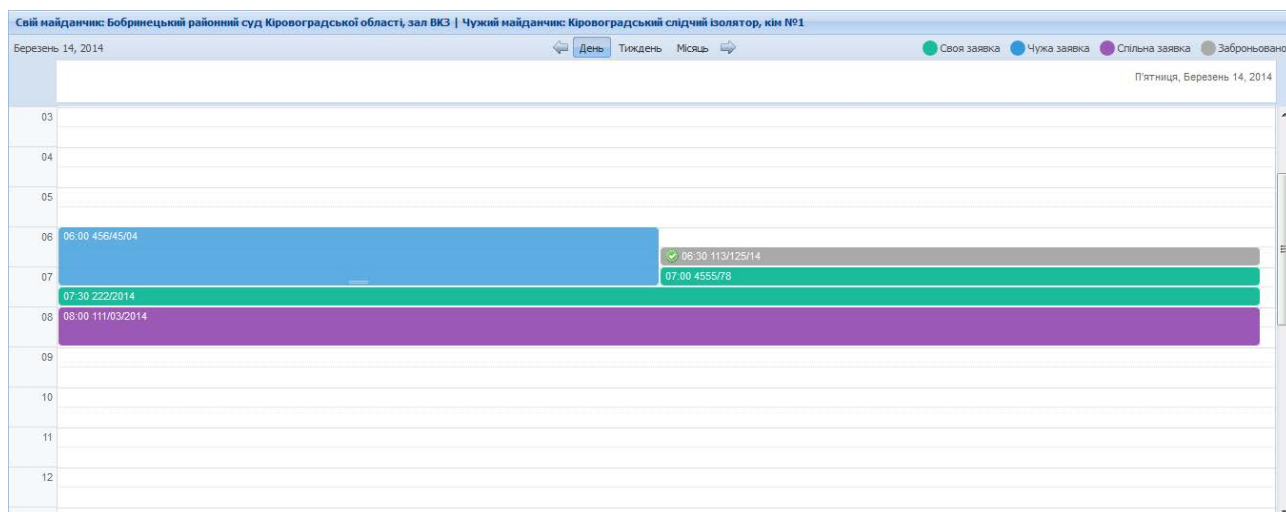 Свій майданчик: Бобринецький районний суд Кіровоградської області, зал ВКЗ | Чужий майданчик: Кіровоградський слідчий ізолятор, кім №1
Березень 14, 2014 День Тиждень Місяць Своя заявка Чужа заявка Спільна заявка Заброньовано
П'ятниця, Березень 14, 2014
03
04
05
06 06:00 456/45/04
06:30 113/125/14
07 07:00 4555/78
07:30 222/2014
08 08:00 111/03/2014
09
10
11
12